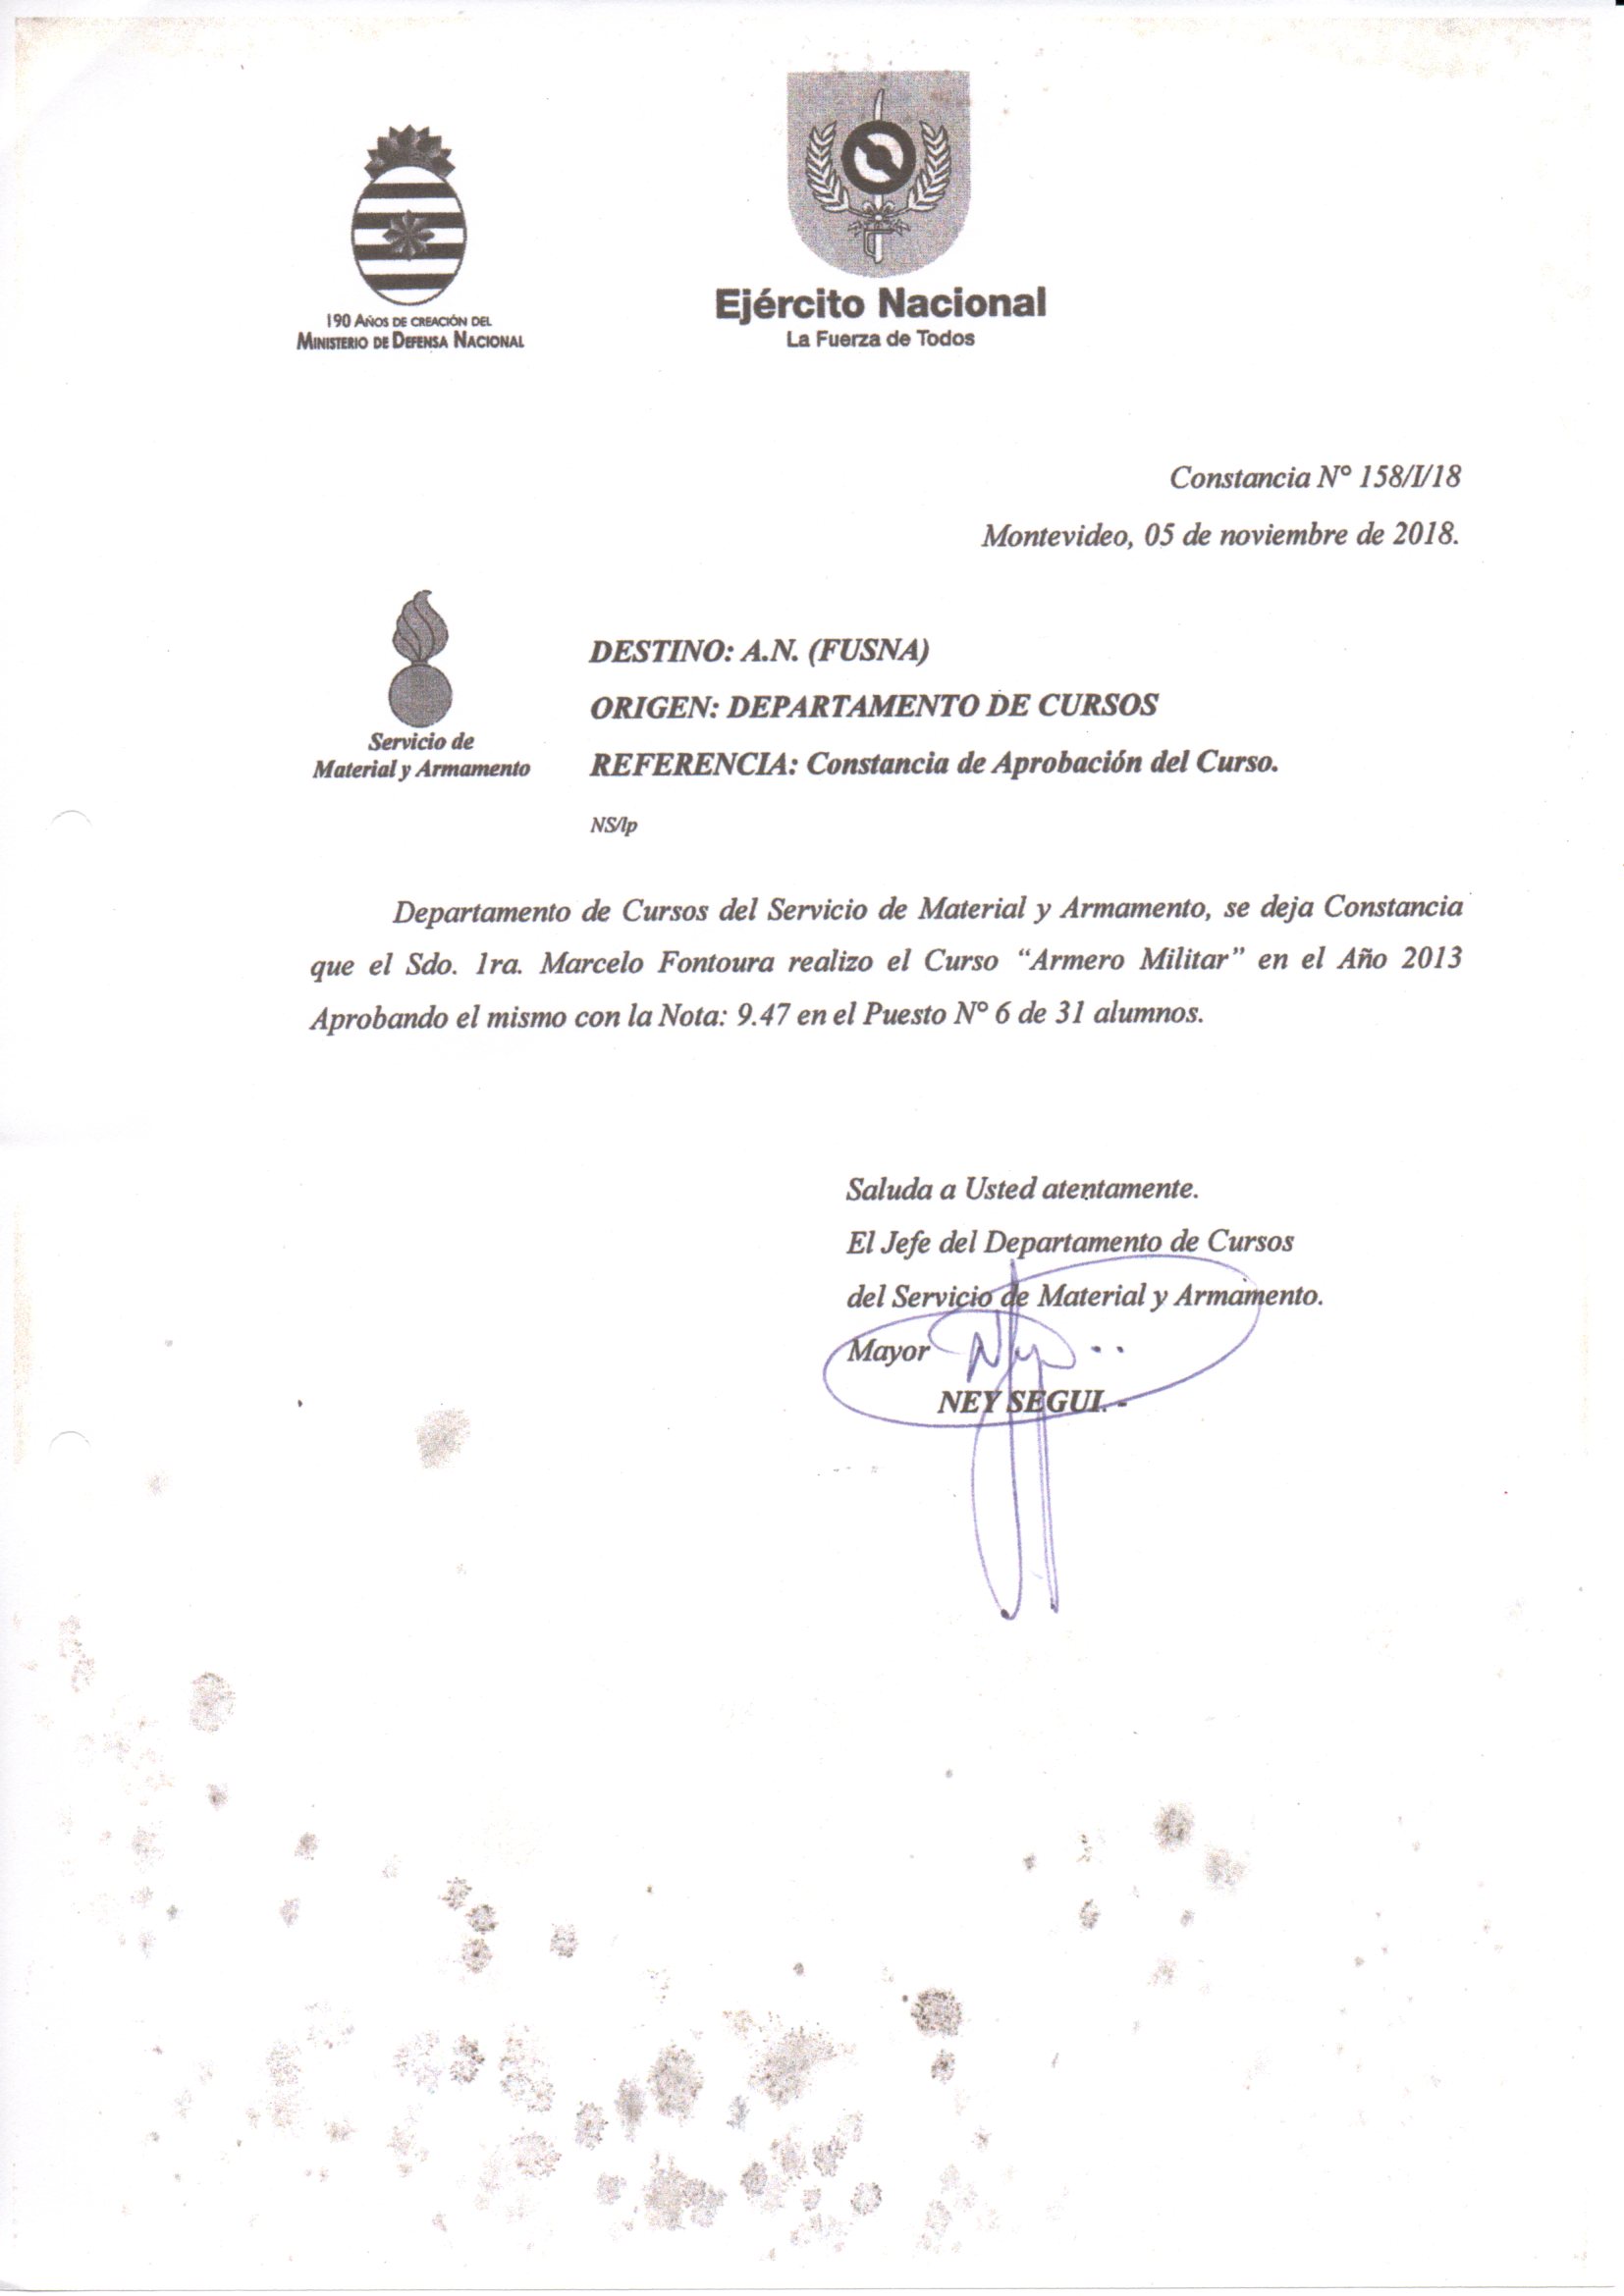 190 AÑOS DE CREACIÓN DEL
MINISTERIO DE DEFENSA NACIONAL
Ejército Nacional
La Fuerza de Todos
Constancia Nº 158/I/18
Montevideo, 05 de noviembre de 2018.
Servicio de
Material y Armamento
DESTINO: A.N. (FUSNA)
ORIGEN: DEPARTAMENTO DE CURSOS
REFERENCIA: Constancia de Aprobación del Curso.
NS/lp
Departamento de Cursos del Servicio de Material y Armamento, se deja Constancia
que el Sdo. 1ra. Marcelo Fontoura realizo el Curso “Armero Militar” en el Año 2013
Aprobando el mismo con la Nota: 9.47 en el Puesto Nº 6 de 31 alumnos.
Saluda a Usted atentamente.
El Jefe del Departamento de Cursos
del Servicio de Material y Armamento.
Mayor
NEY SEGUI. -